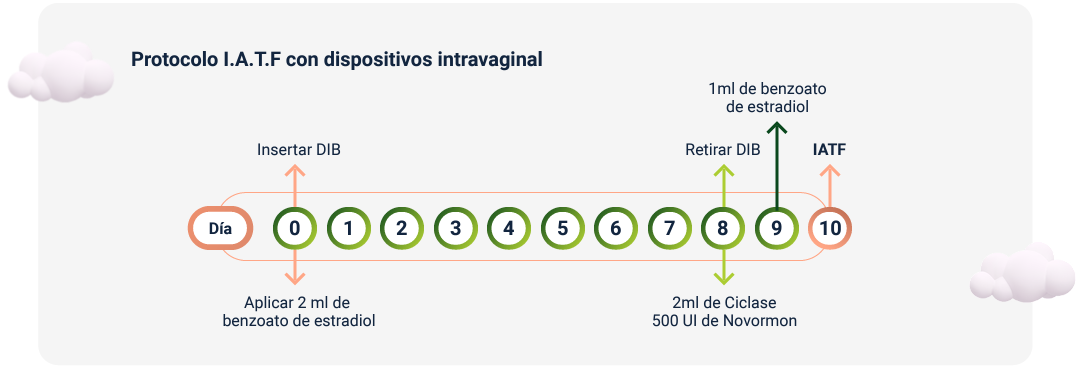 Protocolo I.A.T.F con dispositivos intravaginal
1ml de benzoato
de estradiol
Insertar DIB
Retirar DIB
IATF
Día
0
1
2
3
4
5
6
7
8
9
10
Aplicar 2 ml de
benzoato de estradiol
2ml de Ciclase
500 UI de Novormon